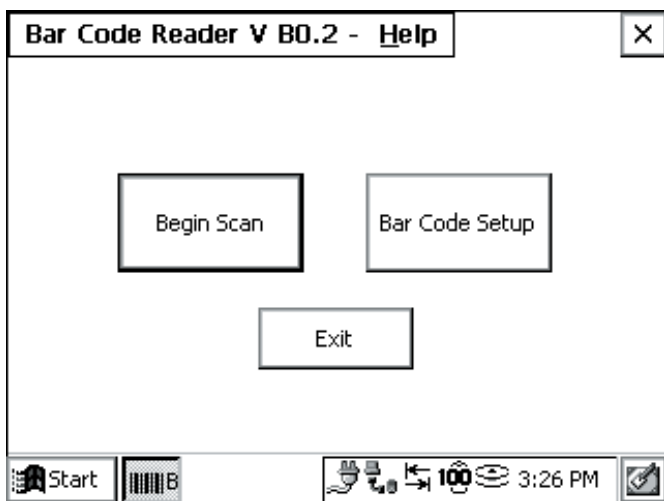 Bar Code Reader V B0.2 - Help
Begin Scan
Bar Code Setup
Exit
Start
B
100
3:26 PM